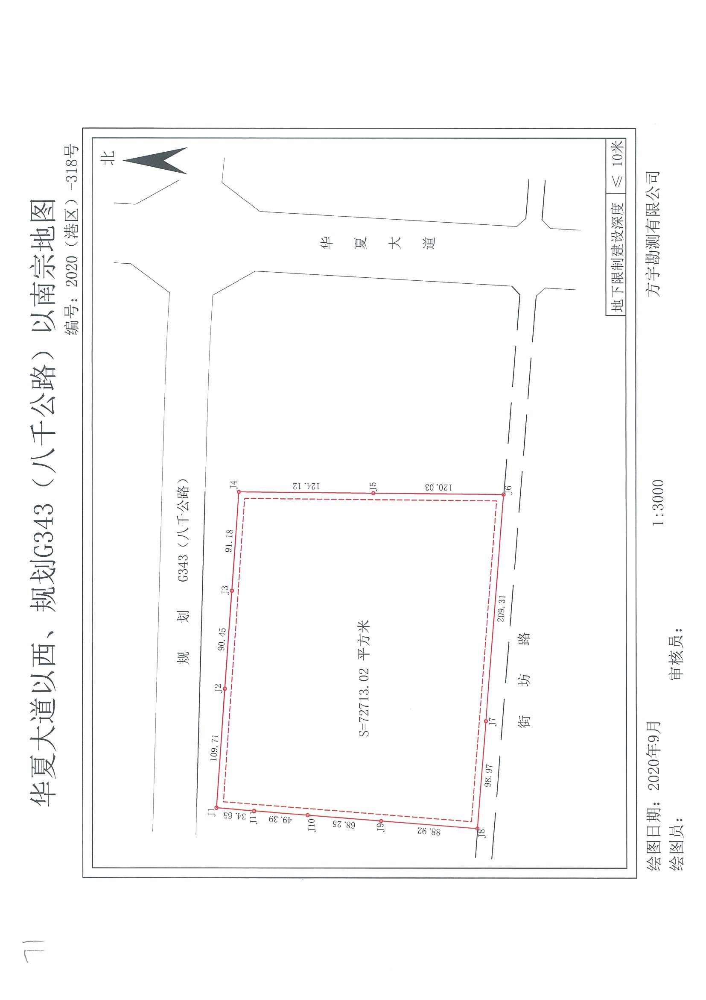 华夏大道以西、规划G343（八千公路）以南宗地图
编号：2020（港区）-318号
北
规 划 G343（八千公路）
华夏大道
J1
109.71
J2
90.45
J3
91.18
J4
34.65
J11
49.39
J10
68.25
J9
88.92
J8
124.12
J5
120.03
J6
S=72713.02 平方米
98.97
J7
209.31
街 坊 路
地下限制建设深度 ≤ 10米
绘图日期：2020年9月 1:3000 方宇勘测有限公司
绘图员： 审核员：